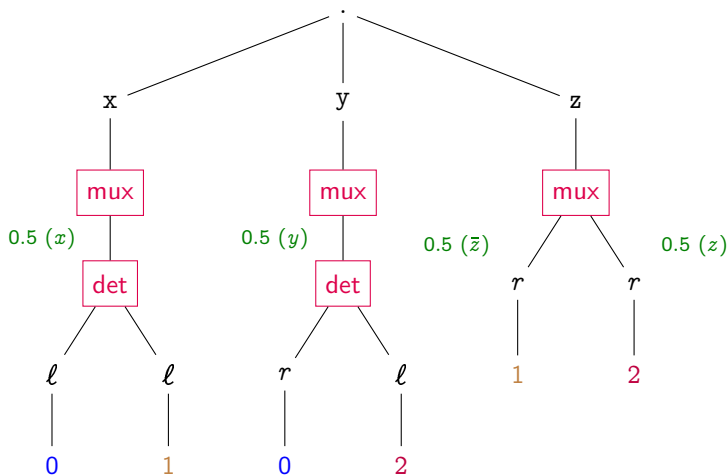 .
x y z
mux mux mux
0.5 (x) 0.5 (y) 0.5 (z̄) 0.5 (z)
det det r r
ℓ ℓ r ℓ 1 2
0 1 0 2